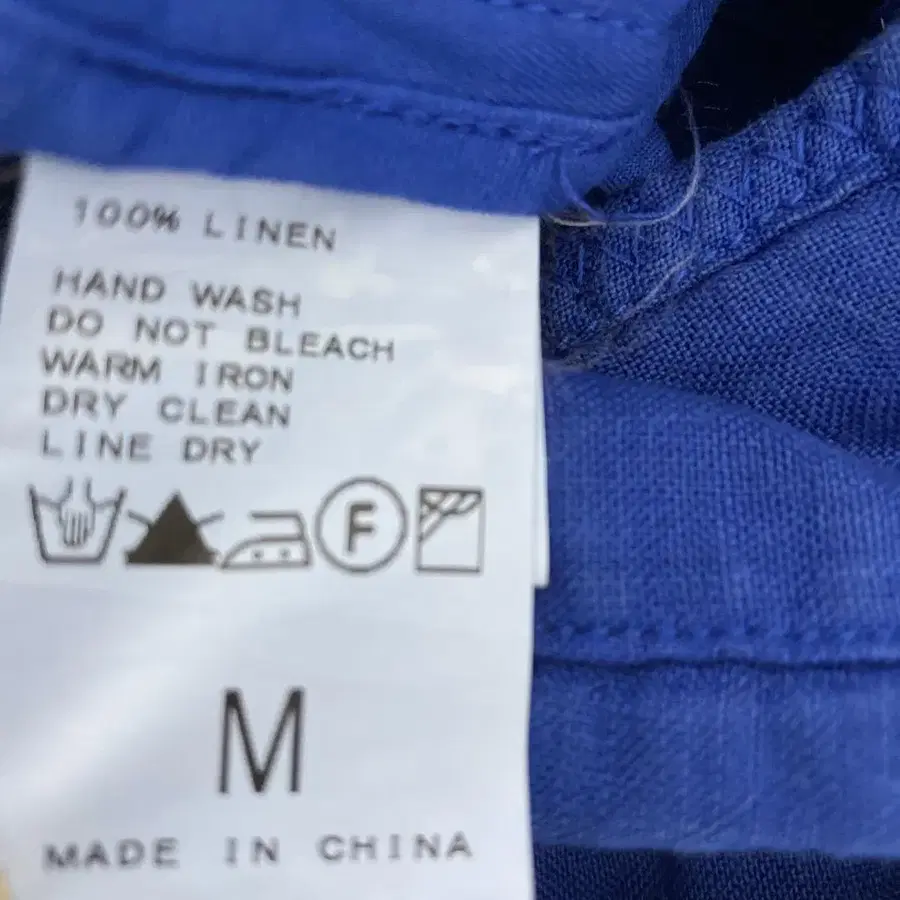 100% LINEN
HAND WASH
DO NOT BLEACH
WARM IRON
DRY CLEAN
LINE DRY
F
M
MADE IN CHINA